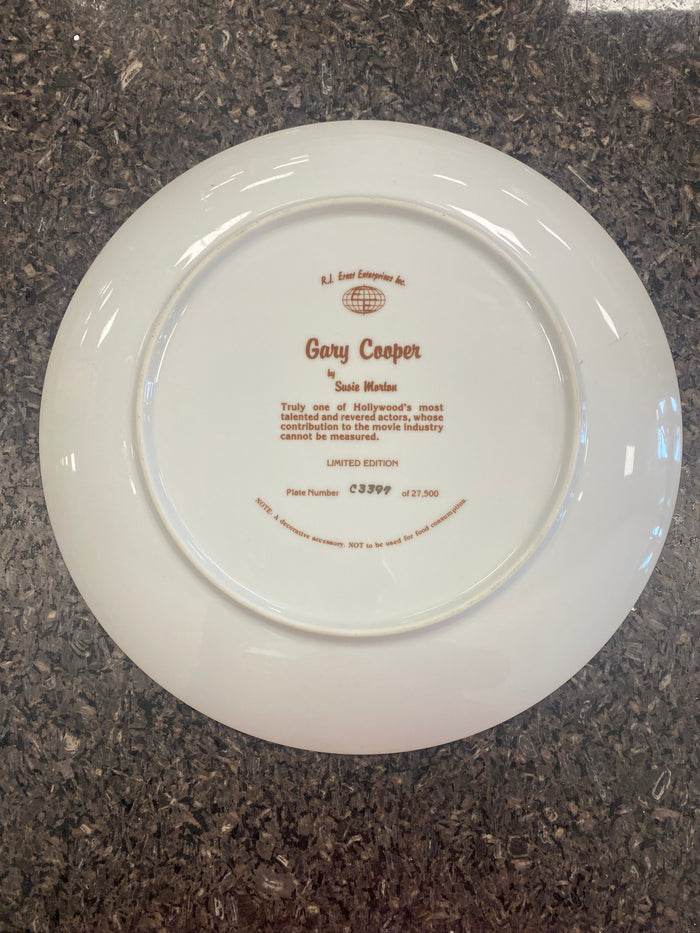 R.J. Ernst Enterprises Inc.
E E
Gary Cooper
by
Susie Morton
Truly one of Hollywood's most
talented and revered actors, whose
contribution to the movie industry
cannot be measured.
LIMITED EDITION
Plate Number C3399 of 27,500
NOTE: A decorative accessory. NOT to be used for food consumption.